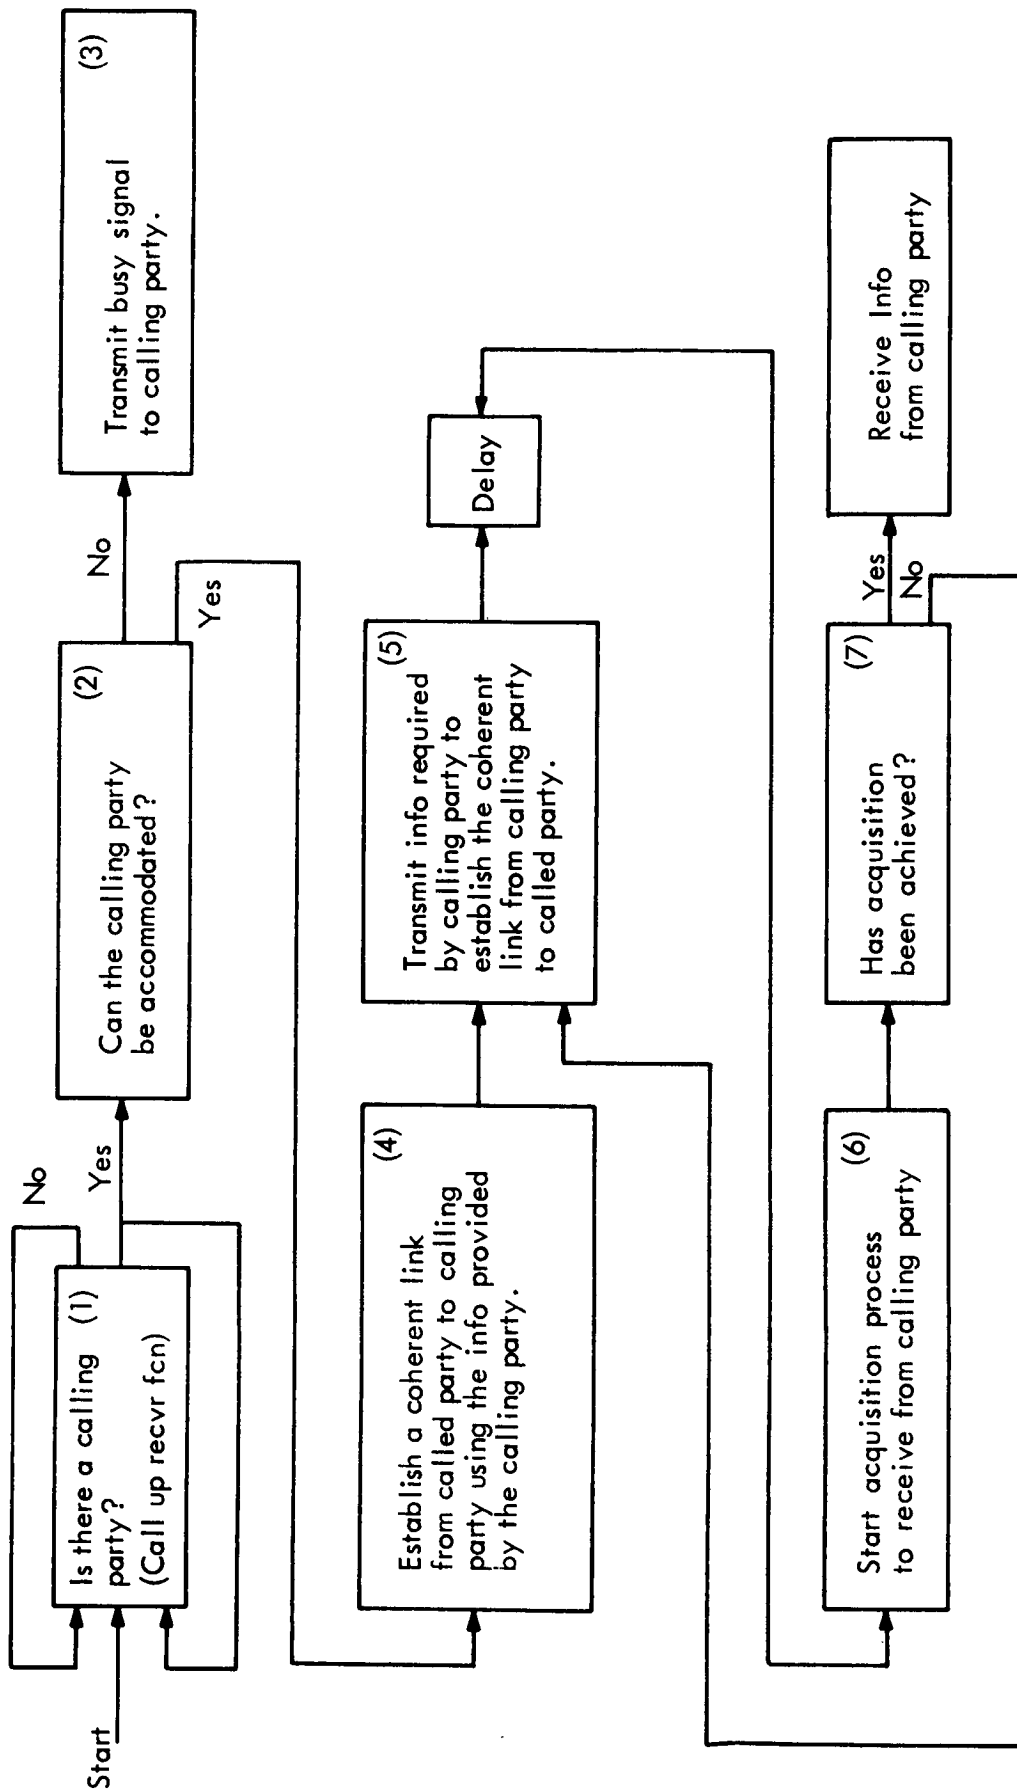 Start
No
Is there a calling (1)
party?
(Call up recvr fcn)
Yes
(2)
Can the calling party
be accommodated?
No
Yes
(3)
Transmit busy signal
to calling party.
(4)
Establish a coherent link
from called party to calling
party using the info provided
by the calling party.
(5)
Transmit info required
by calling party to
establish the coherent
link from calling party
to called party.
Delay
(6)
Start acquisition process
to receive from calling party
(7)
Has acquisition
been achieved?
Yes
No
Receive Info
from calling party